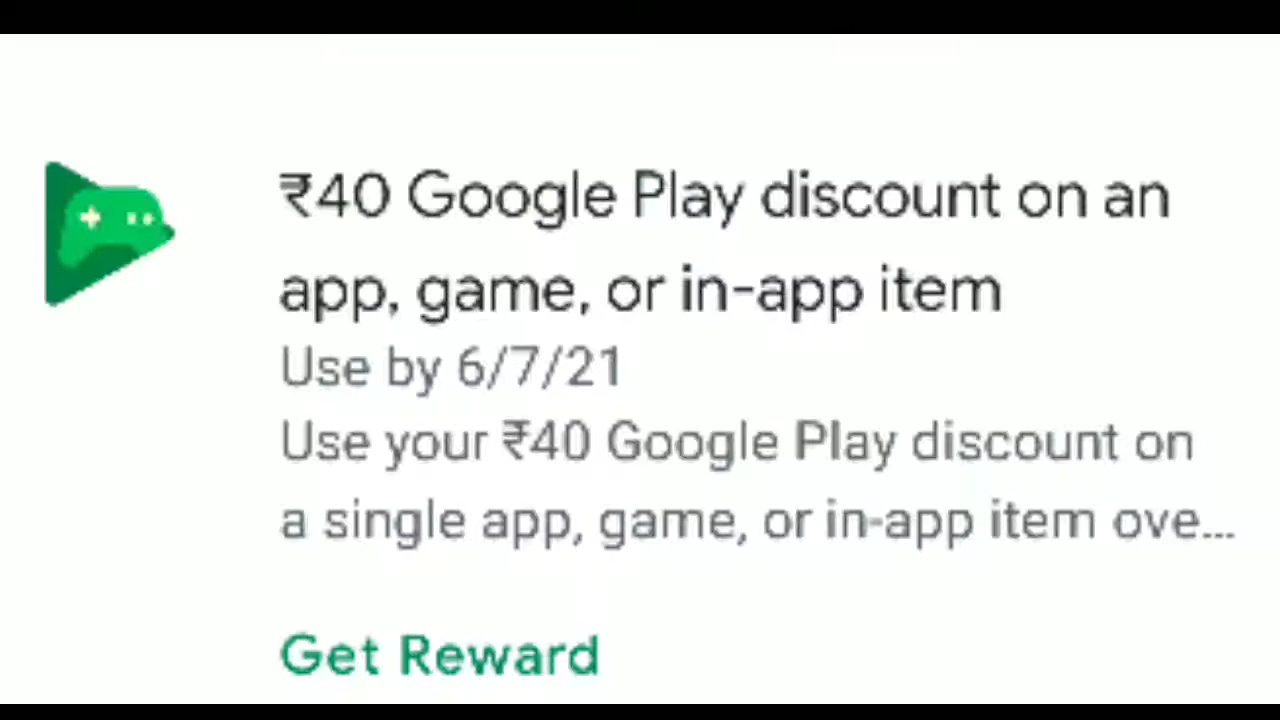 ₹40 Google Play discount on an
app, game, or in-app item
Use by 6/7/21
Use your ₹40 Google Play discount on
a single app, game, or in-app item ove...
Get Reward